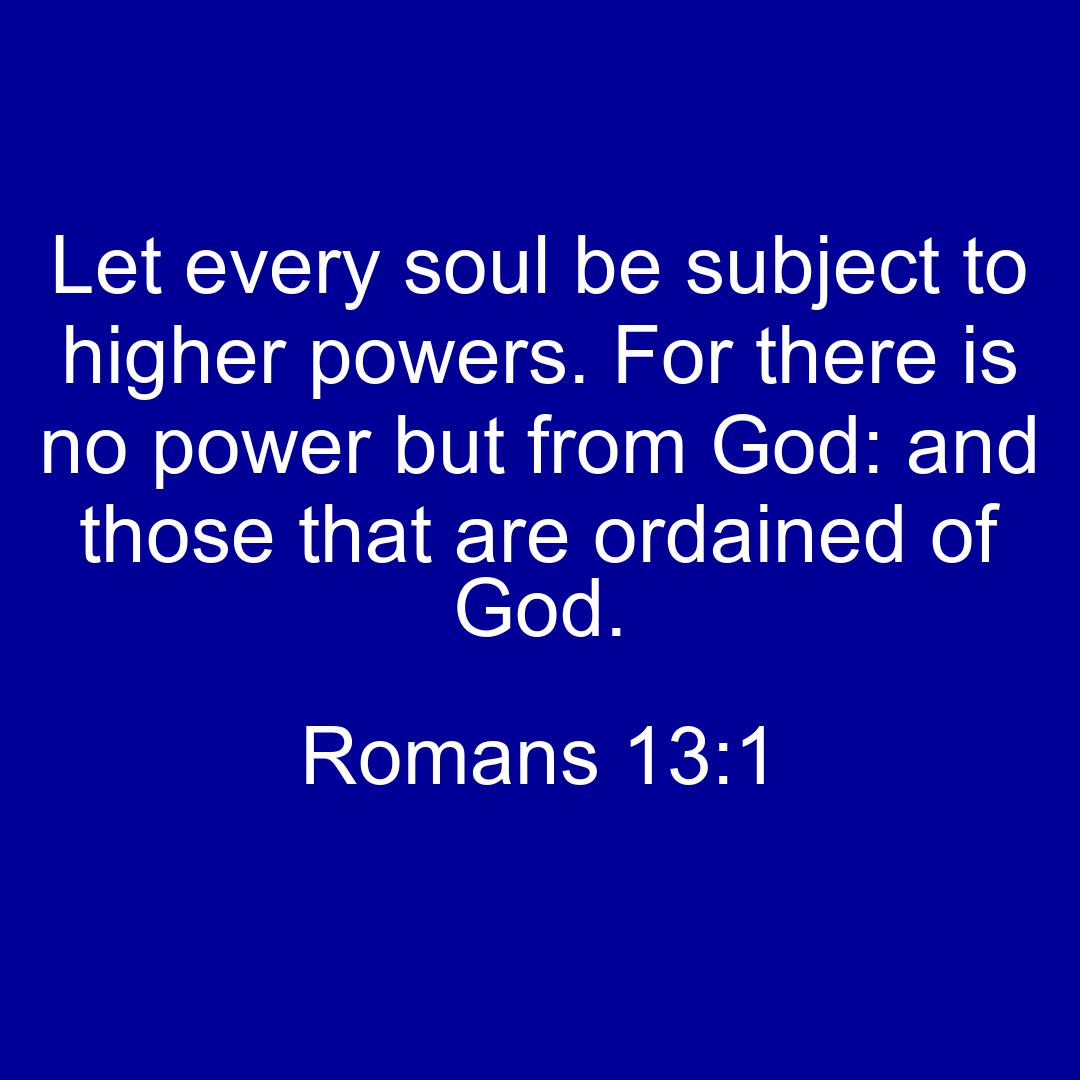 Let every soul be subject to
higher powers. For there is
no power but from God: and
those that are ordained of
God.
Romans 13:1